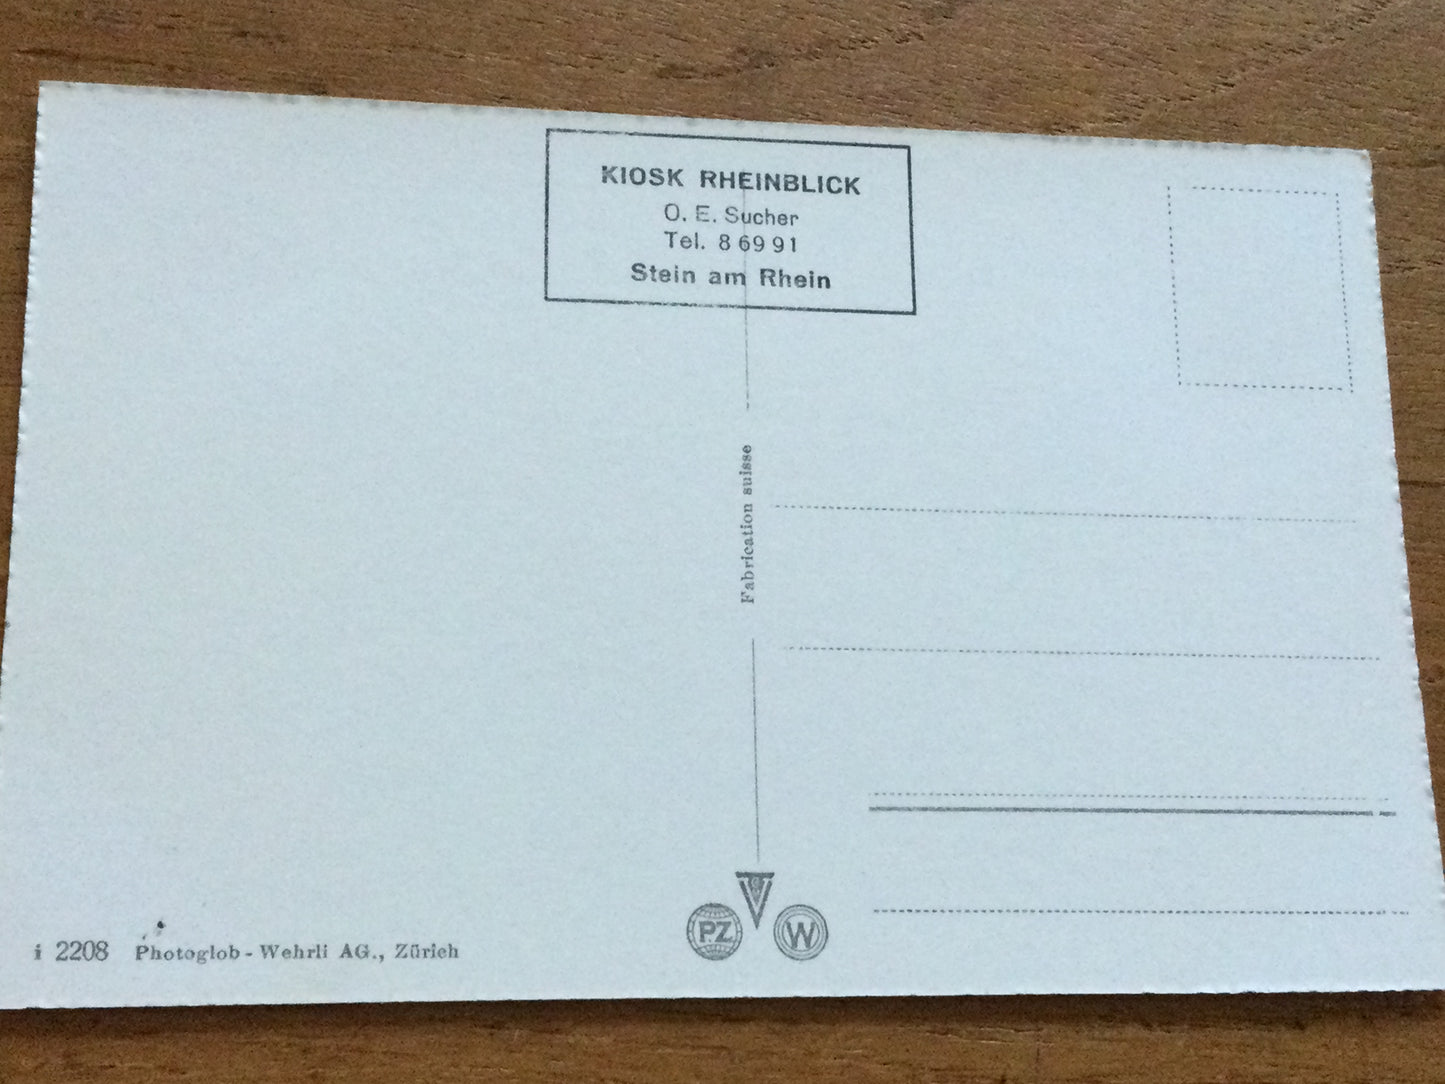 KIOSK RHEINBLICK
O. E. Sucher
Tel. 8 69 91
Stein am Rhein
Fabrication suisse
PZ
W
i 2208 Photoglob - Wehrli AG., Zürich